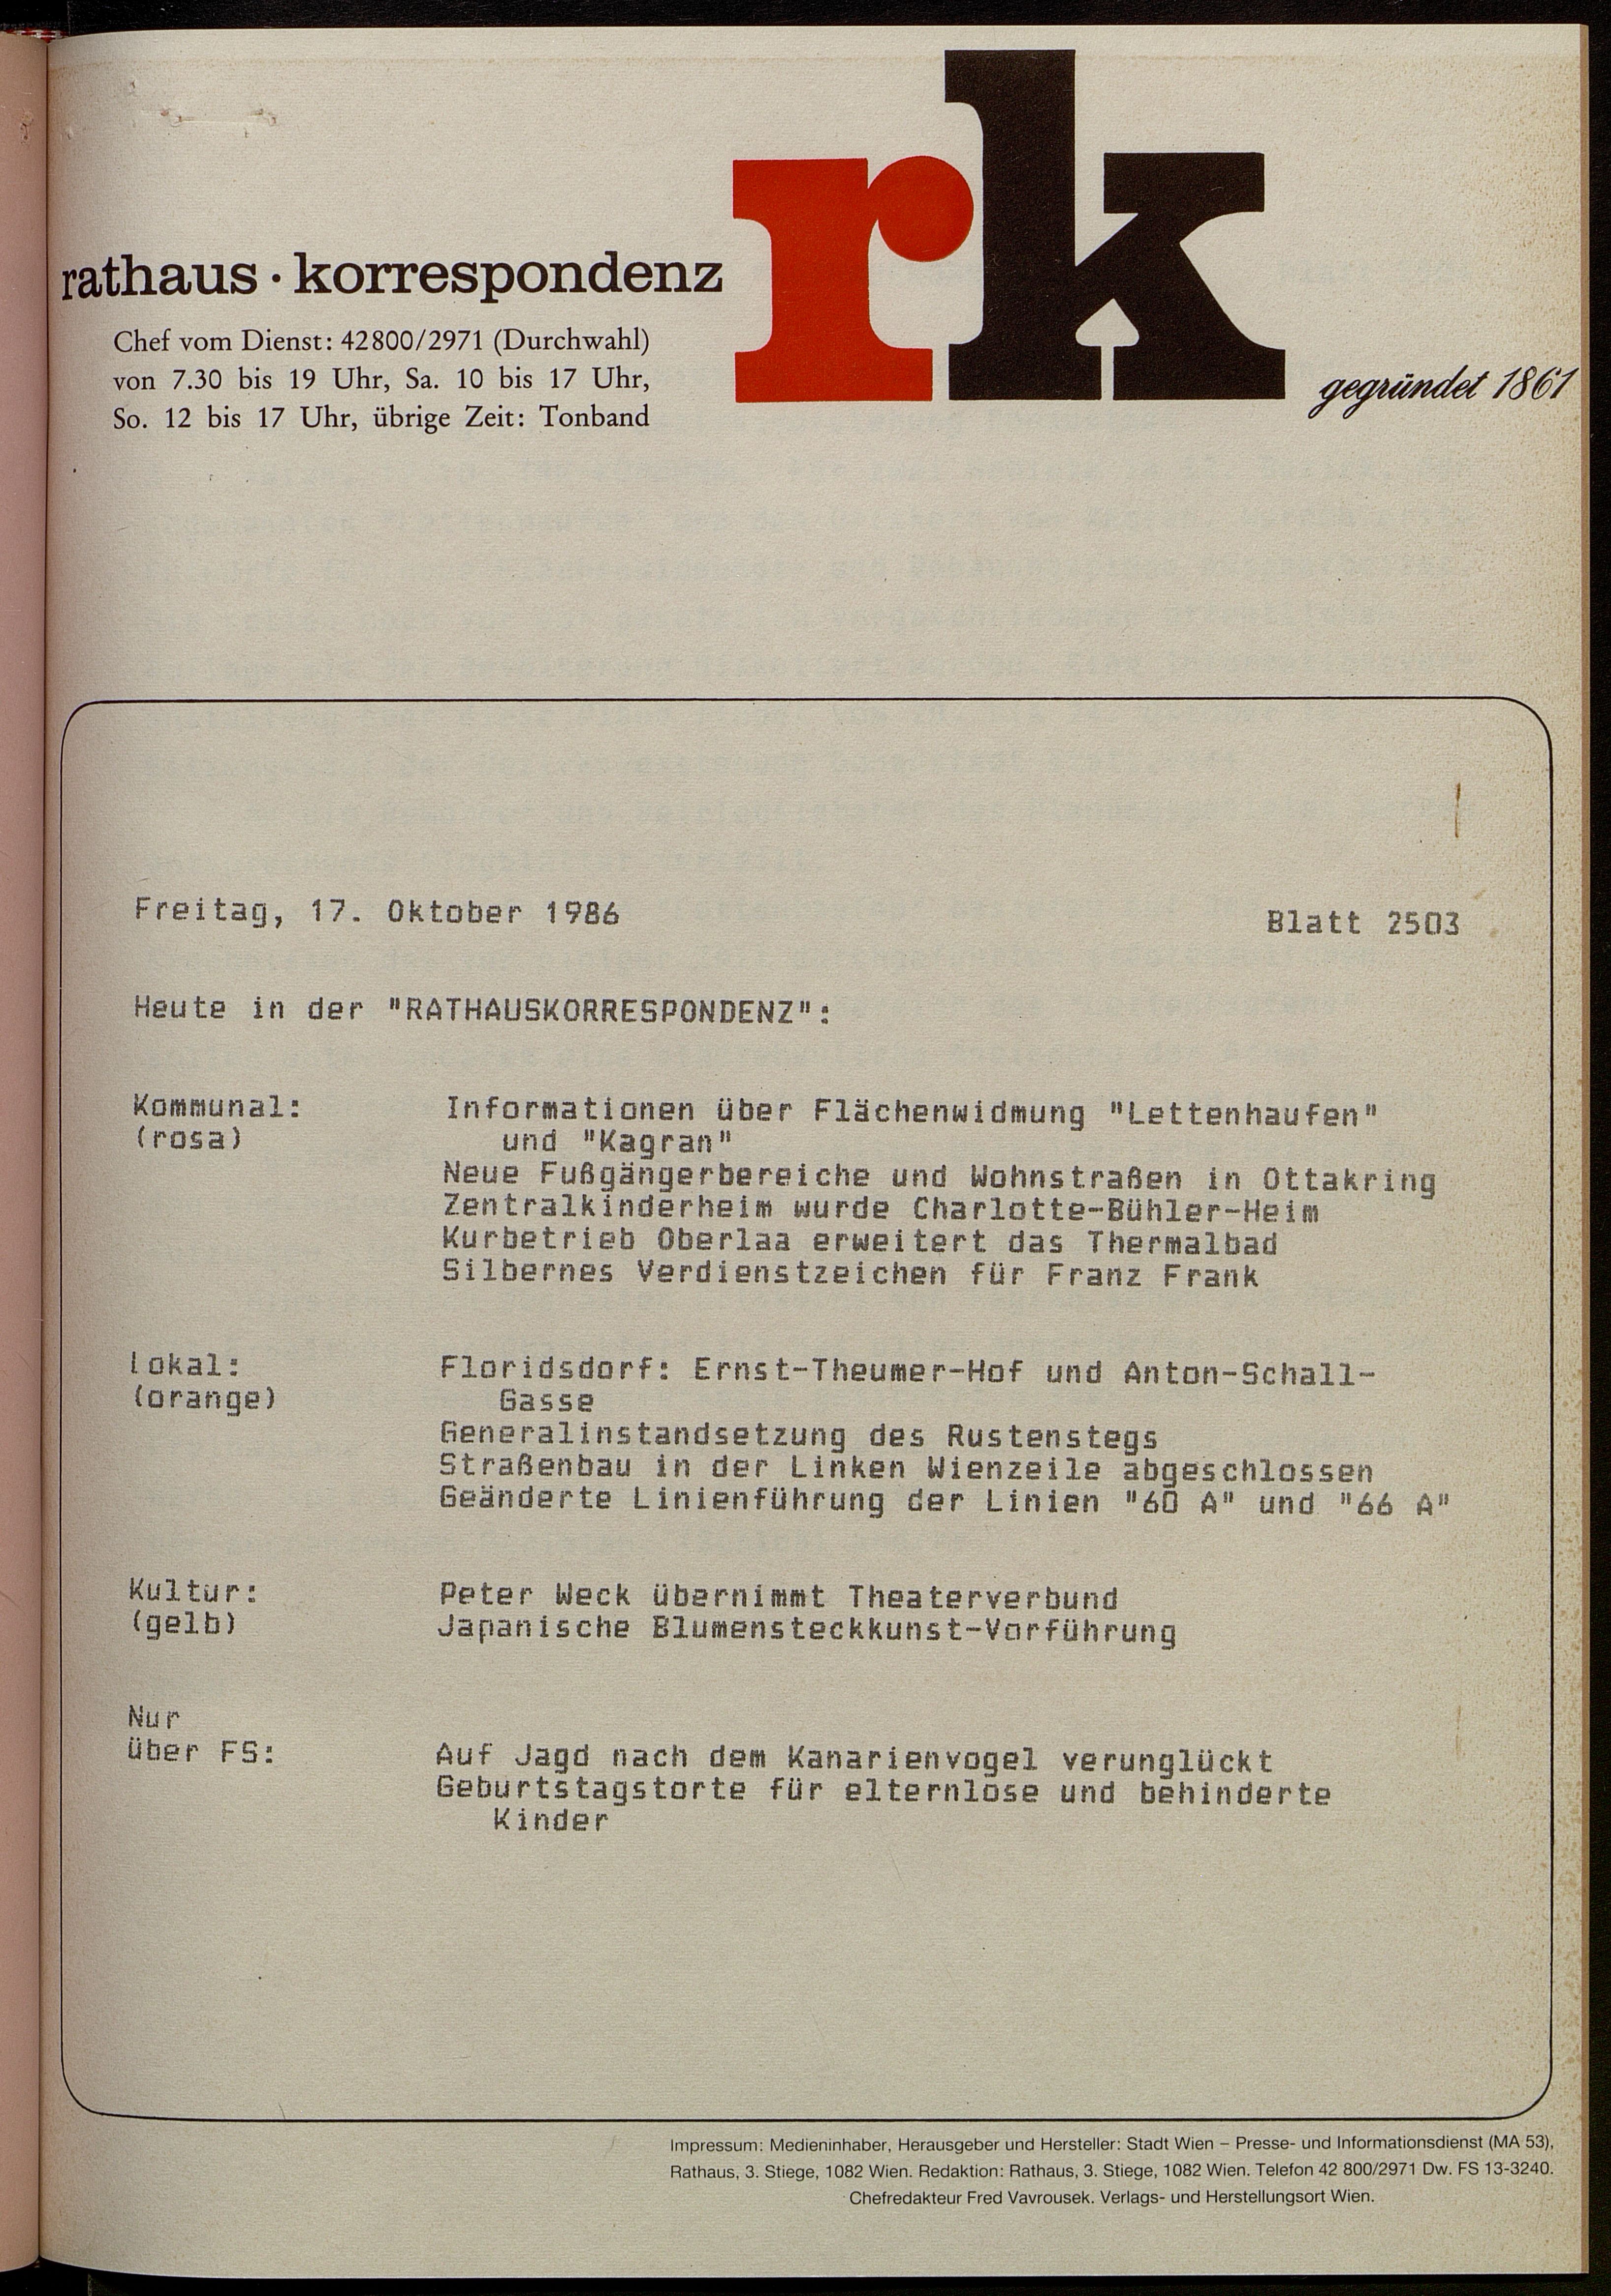 rk
rathaus · korrespondenz
Chef vom Dienst: 42800/2971 (Durchwahl)
von 7.30 bis 19 Uhr, Sa. 10 bis 17 Uhr,
So. 12 bis 17 Uhr, übrige Zeit: Tonband
gegründet 1861
Freitag, 17. Oktober 1986
Blatt 2503
Heute in der "RATHAUSKORRESPONDENZ":
Kommunal:
(rosa)
Informationen über Flächenwidmung "Lettenhaufen"
und "Kagran"
Neue Fußgängerbereiche und Wohnstraßen in Ottakring
Zentralkinderheim wurde Charlotte-Bühler-Heim
Kurbetrieb Oberlaa erweitert das Thermalbad
Silbernes Verdienstzeichen für Franz Frank
Lokal:
(orange)
Floridsdorf: Ernst-Theumer-Hof und Anton-Schall-
Gasse
Generalinstandsetzung des Rustenstegs
Straßenbau in der Linken Wienzeile abgeschlossen
Geänderte Linienführung der Linien "60 A" und "66 A"
Kultur:
(gelb)
Peter Weck übernimmt Theaterverbund
Japanische Blumensteckkunst-Vorführung
Nur
über FS:
Auf Jagd nach dem Kanarienvogel verunglückt
Geburtstagstorte für elternlose und behinderte
Kinder
Impressum: Medieninhaber, Herausgeber und Hersteller: Stadt Wien – Presse- und Informationsdienst (MA 53),
Rathaus, 3. Stiege, 1082 Wien. Redaktion: Rathaus, 3. Stiege, 1082 Wien. Telefon 42 800/2971 Dw. FS 13-3240.
Chefredakteur Fred Vavrousek. Verlags- und Herstellungsort Wien.